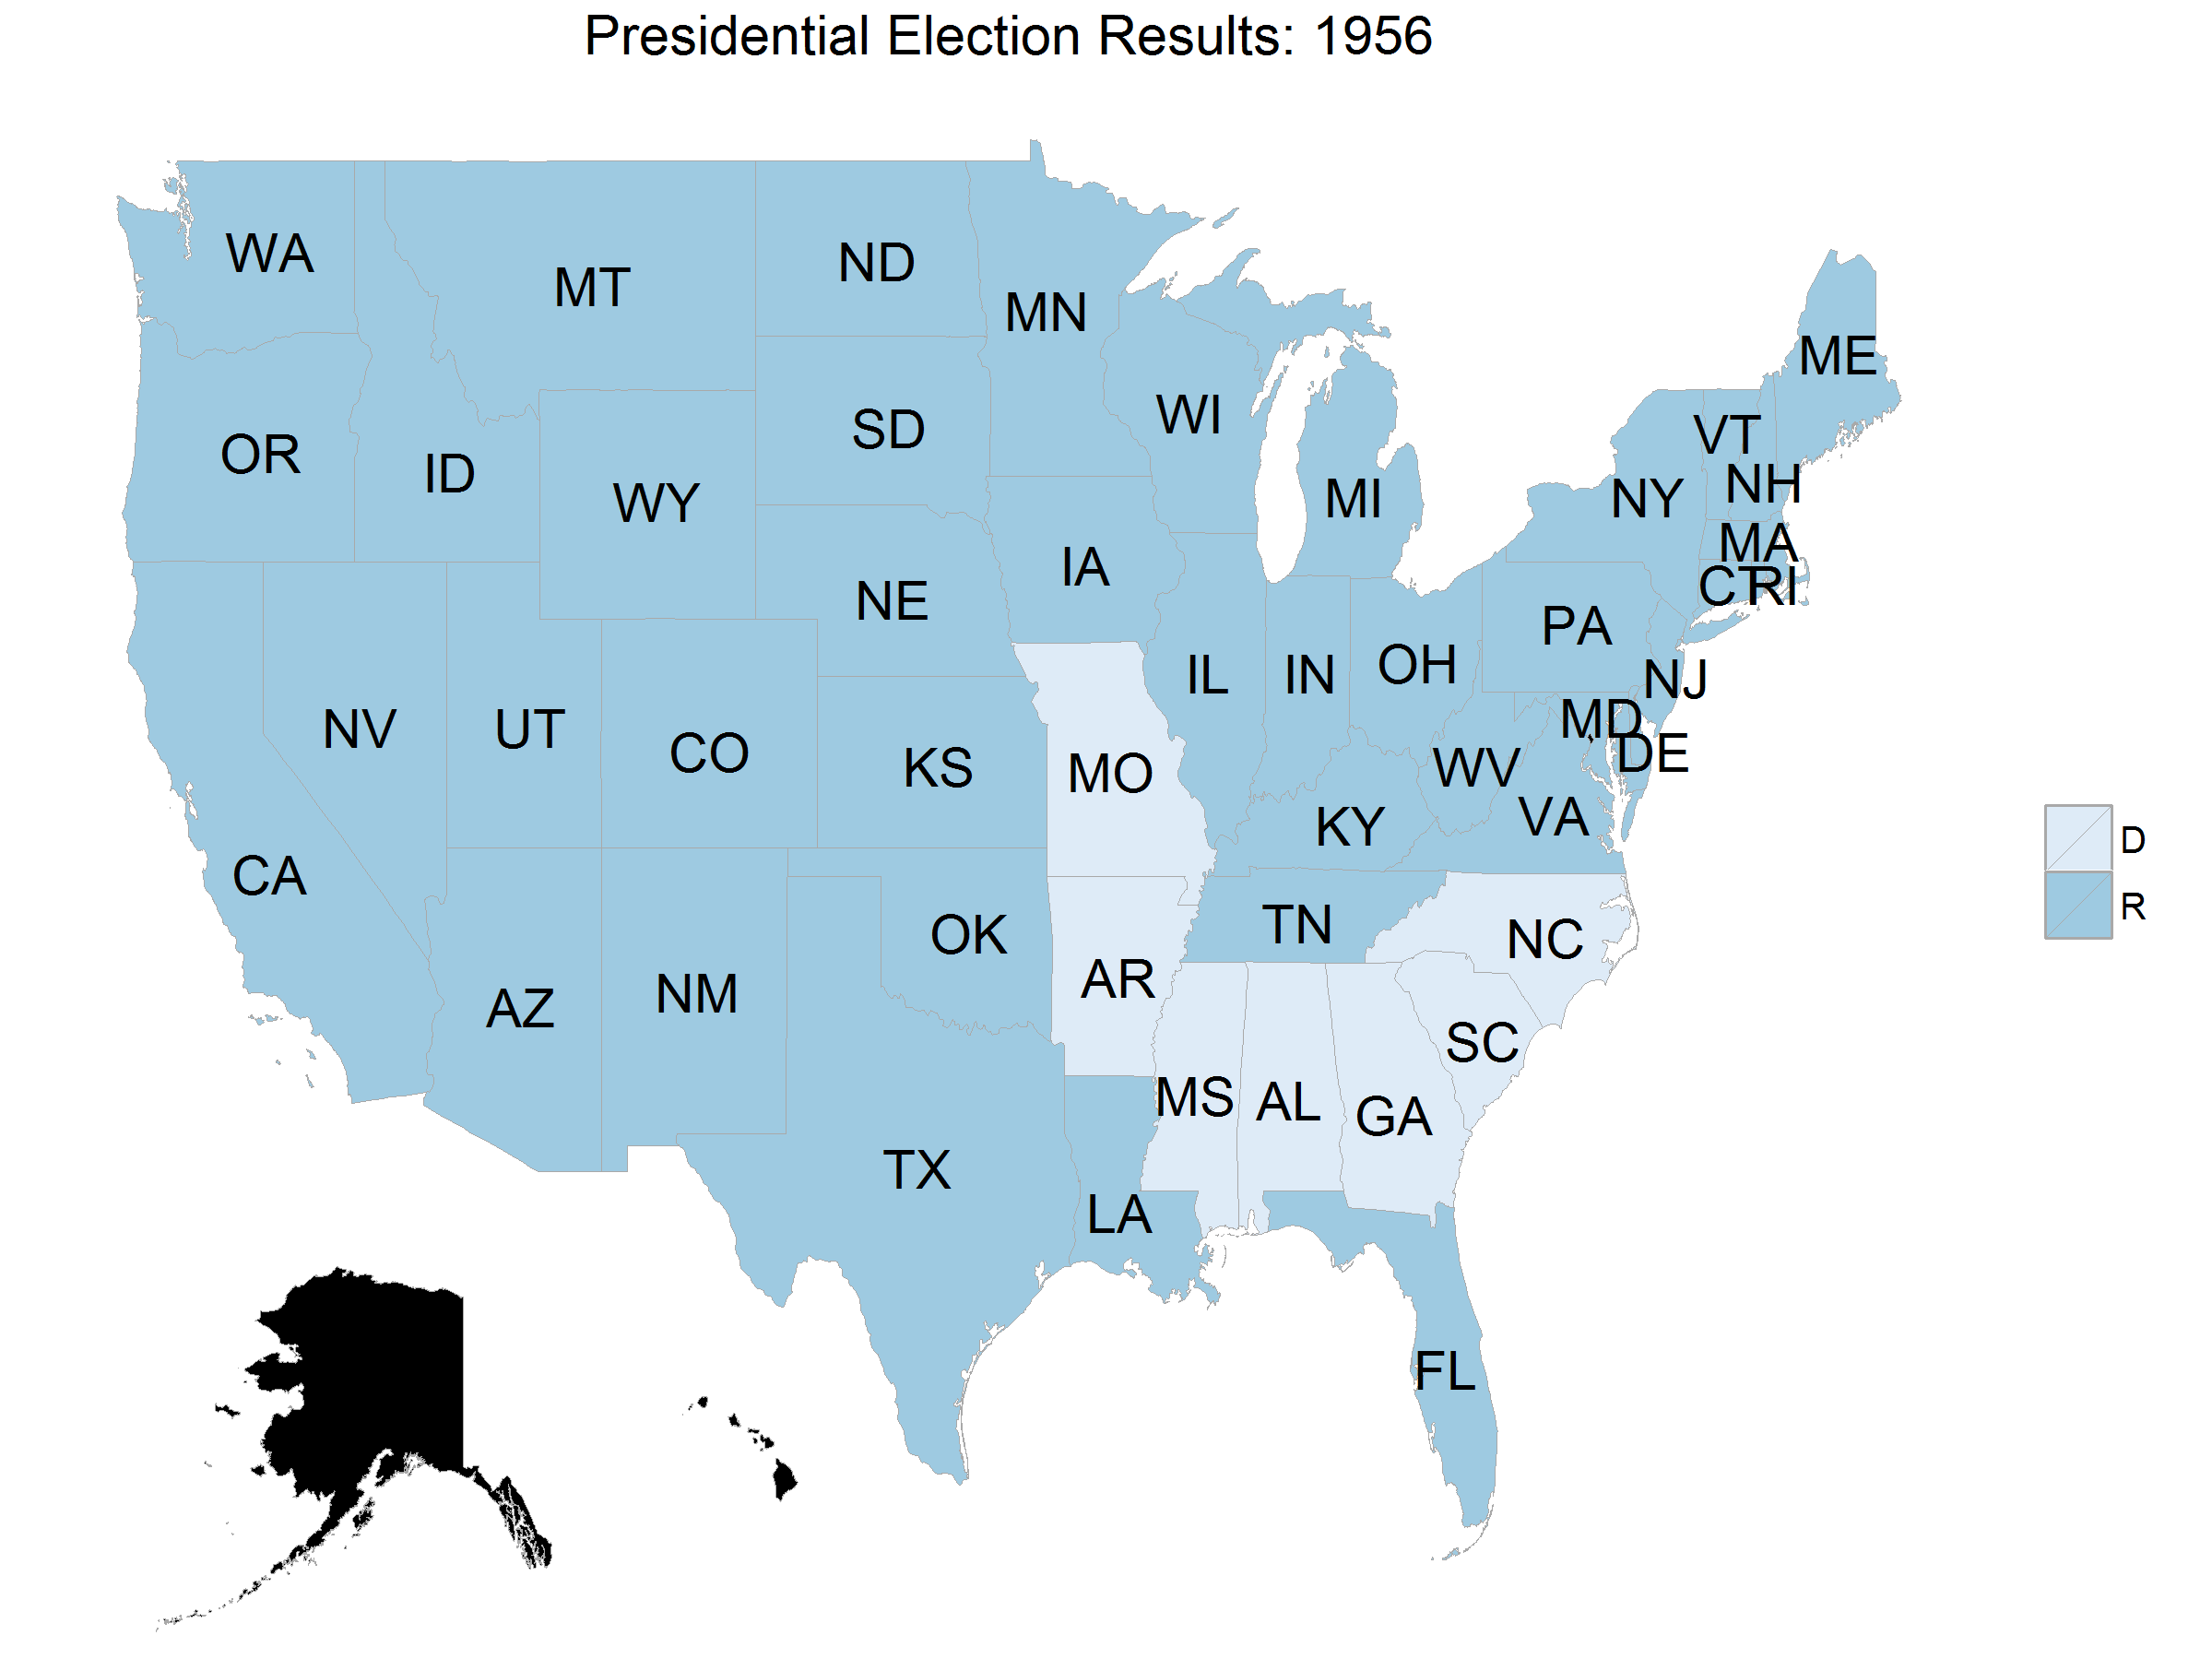 Presidential Election Results: 1956
WA
MT
ND
MN
ME
OR
ID
WY
SD
WI
MI
NY
VT
NH
MA
CT
RI
NE
IA
PA
NV
UT
CO
KS
MO
IL
IN
OH
NJ
MD
DE
WV
VA
KY
CA
AZ
NM
OK
AR
TN
NC
SC
MS
AL
GA
TX
LA
FL
D
R